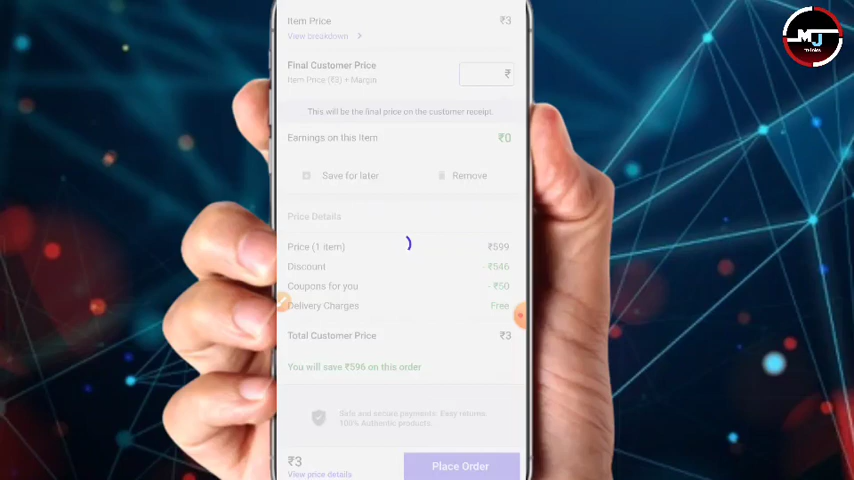 Item Price ₹3
View breakdown >
Final Customer Price
Item Price (₹3) + Margin ₹
This will be the final price on the customer receipt.
Earnings on this Item ₹0
Save for later Remove
Price Details
Price (1 item) ₹599
Discount - ₹546
Coupons for you - ₹50
Delivery Charges Free
Total Customer Price ₹3
You will save ₹596 on this order
Safe and secure payments. Easy returns.
100% Authentic products.
₹3
View price details
Place Order
MJ